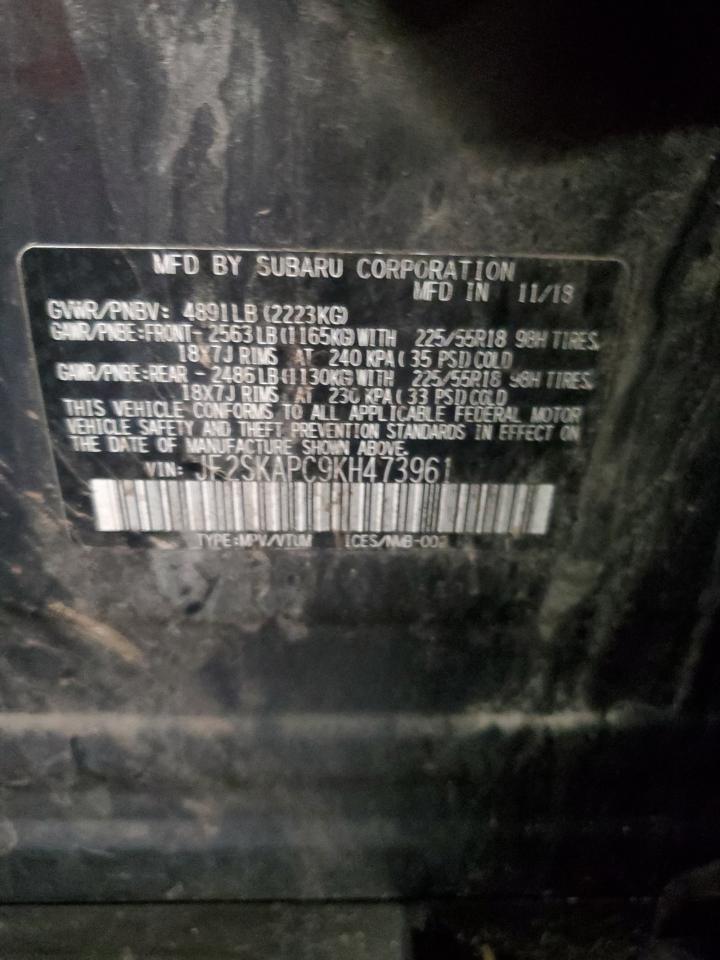 MFD BY SUBARU CORPORATION
MFD IN 11/18
GVWR/PNBV: 4891LB(2223KG)
GAWR/PNBE:FRONT- 2563LB(1165KG)WITH 225/55R18 98H TIRES,
18X7J RIMS, AT 240 KPA( 35 PSI)COLD
GAWR/PNBE:REAR - 2486LB(1130KG)WITH 225/55R18 98H TIRES,
18X7J RIMS, AT 230 KPA( 33 PSI)COLD
THIS VEHICLE CONFORMS TO ALL APPLICABLE FEDERAL MOTOR
VEHICLE SAFETY AND THEFT PREVENTION STANDARDS IN EFFECT ON
THE DATE OF MANUFACTURE SHOWN ABOVE.
VIN: JF2SKAPC9KH473961
TYPE:MPV/VTUM ICES/NMB-002